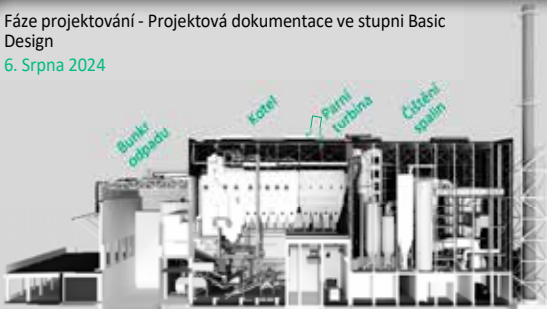 Fáze projektování - Projektová dokumentace ve stupni Basic
Design
6. Srpna 2024
Bunkr
odpadu
Kotel
Parní
turbína
Čištění
spalin